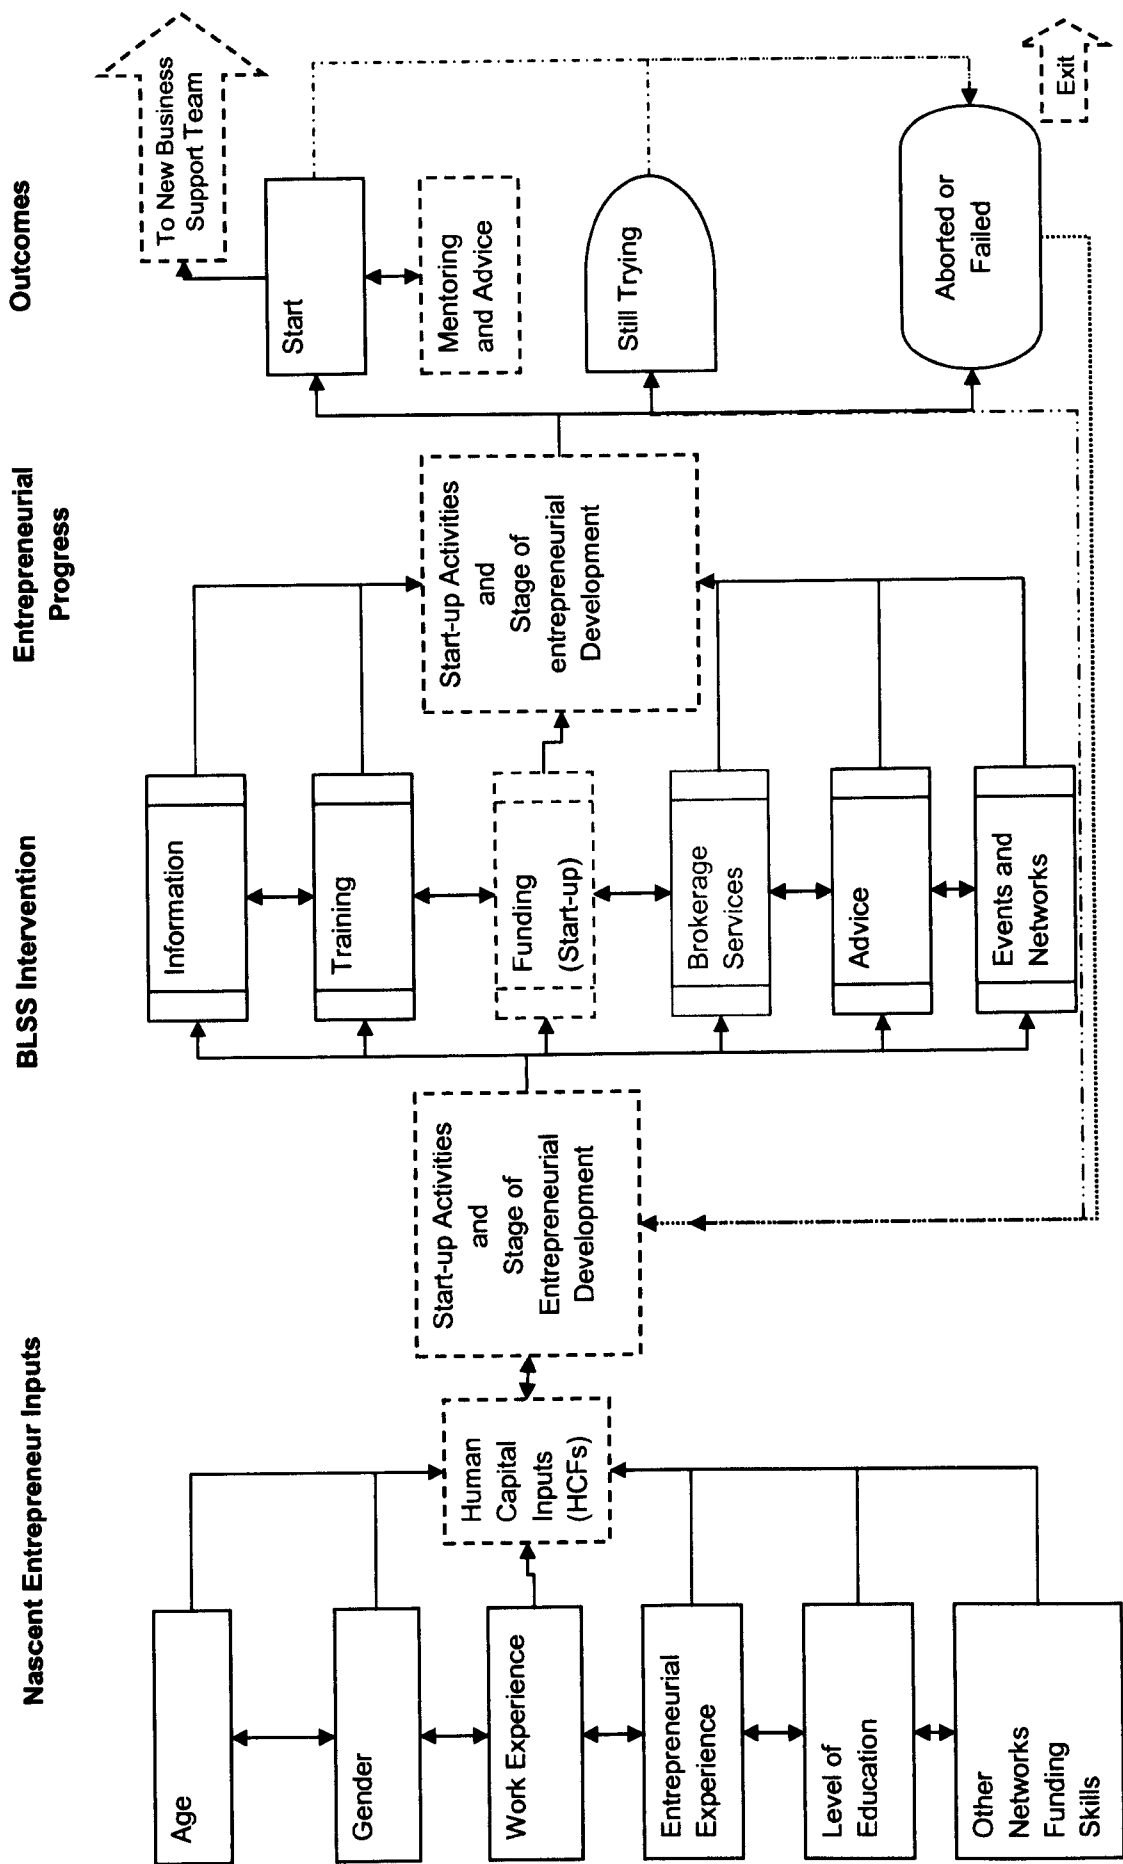 Nascent Entrepreneur Inputs
BLSS Intervention
Entrepreneurial
Progress
Outcomes
Age
Gender
Work Experience
Entrepreneurial
Experience
Level of
Education
Other
Networks
Funding
Skills
Human
Capital
Inputs
(HCFs)
Start-up Activities
and
Stage of
Entrepreneurial
Development
Information
Training
Funding
(Start-up)
Brokerage
Services
Advice
Events and
Networks
Start-up Activities
and
Stage of
entrepreneurial
Development
To New Business
Support Team
Start
Mentoring
and Advice
Still Trying
Aborted or
Failed
Exit